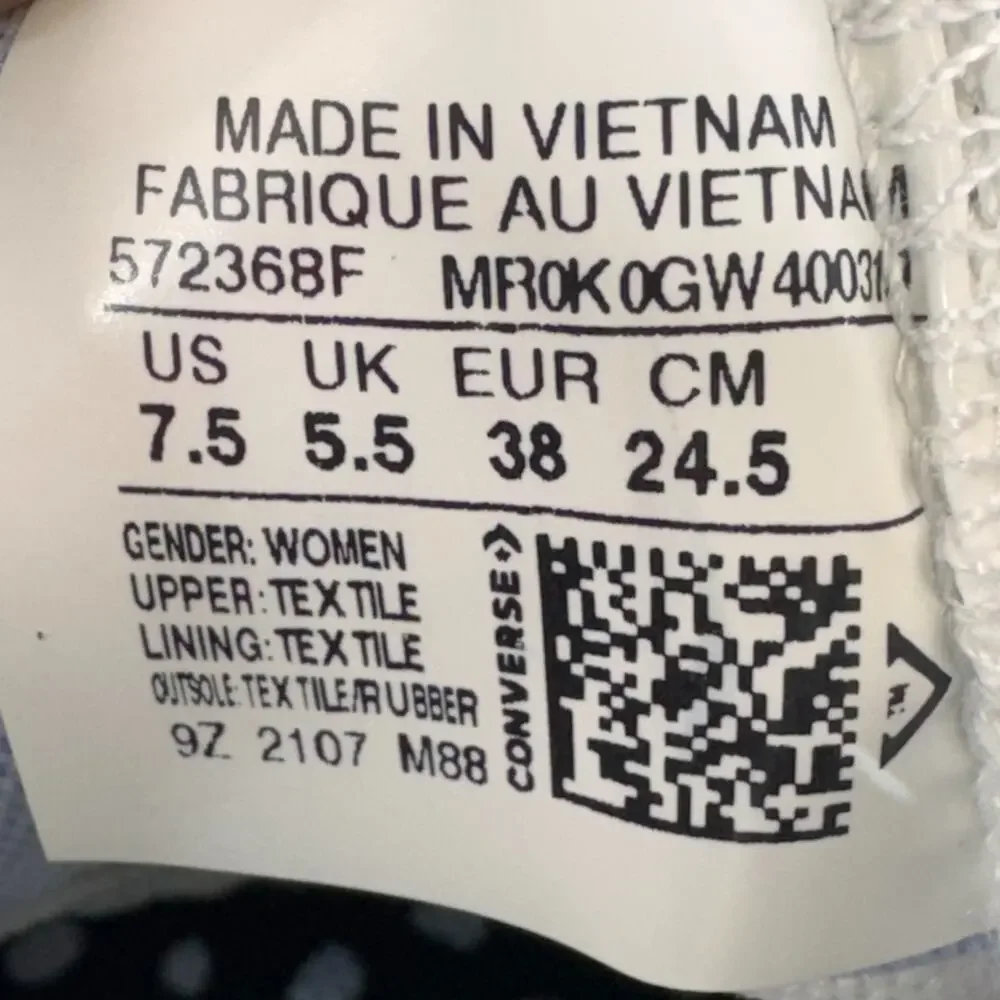 MADE IN VIETNAM
FABRIQUE AU VIETNAM
572368F
US UK EUR CM
7.5 5.5 38 24.5
GENDER: WOMEN
UPPER: TEXTILE
LINING: TEXTILE
OUTSOLE: TEXTILE/RUBBER
9Z 2107 M88
CONVERSE
TM